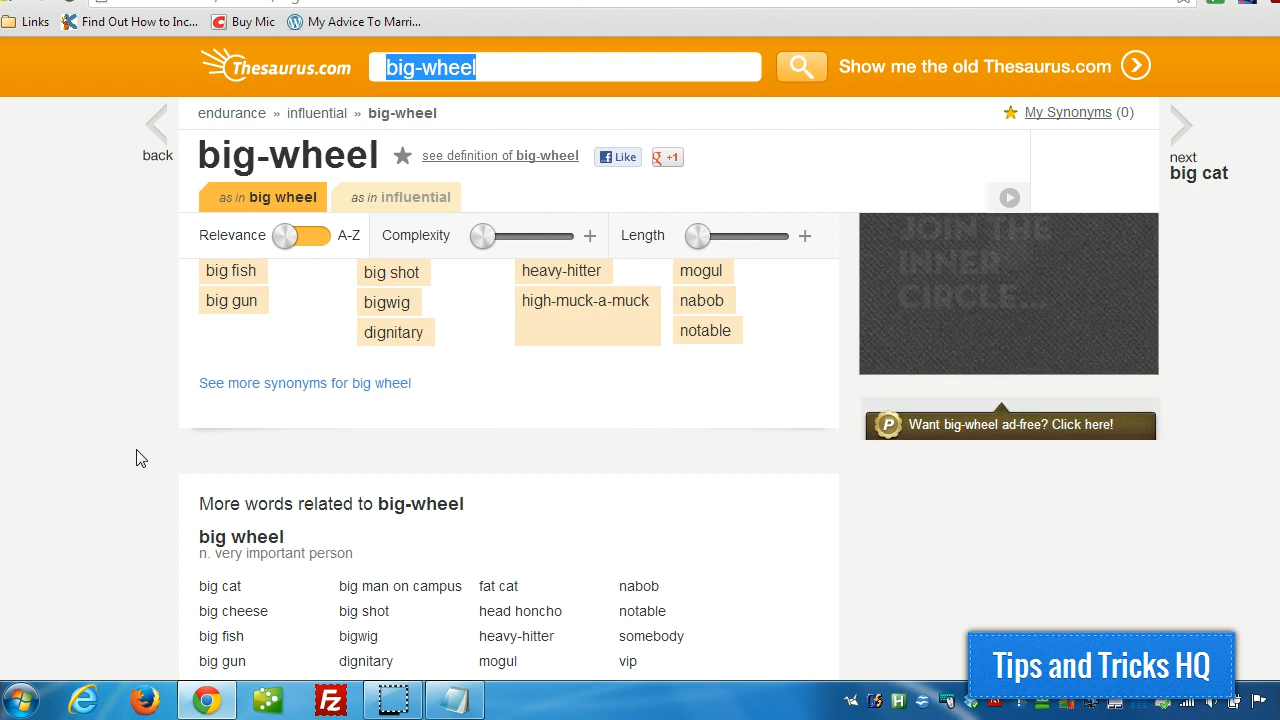 Links Find Out How to Inc... Buy Mic My Advice To Marri...
Thesaurus.com big-wheel Show me the old Thesaurus.com
endurance » influential » big-wheel My Synonyms (0)
back
next
big cat
big-wheel see definition of big-wheel Like +1
as in big wheel as in influential
Relevance A-Z Complexity + Length +
JOIN THE
INNER
CIRCLE.
big fish big shot heavy-hitter mogul
big gun bigwig high-muck-a-muck nabob
dignitary notable
See more synonyms for big wheel
P Want big-wheel ad-free? Click here!
More words related to big-wheel
big wheel
n. very important person
big cat big man on campus fat cat nabob
big cheese big shot head honcho notable
big fish bigwig heavy-hitter somebody
big gun dignitary mogul vip
Tips and Tricks HQ